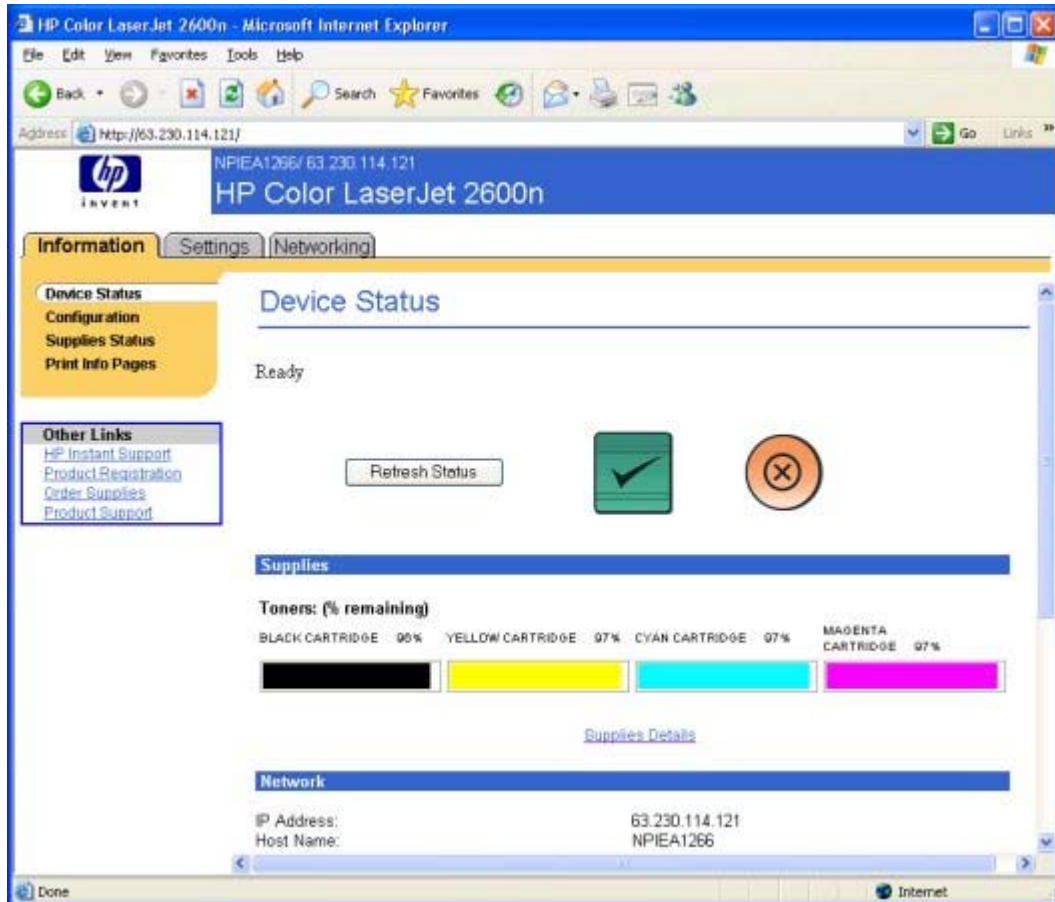 HP Color LaserJet 2600n - Microsoft Internet Explorer
File Edit View Favorites Tools Help
Back Search Favorites
Address http://63.230.114.121/ Go Links »
hp
invent
NPIEA1266/ 63.230.114.121
HP Color LaserJet 2600n
Information Settings Networking
Device Status
Configuration
Supplies Status
Print Info Pages
Other Links
HP Instant Support
Product Registration
Order Supplies
Product Support
Device Status
Ready
Refresh Status
Supplies
Toners: (% remaining)
BLACK CARTRIDGE YELLOW CARTRIDGE 97% CYAN CARTRIDGE 97% MAGENTA
CARTRIDGE 97%
Supplies Details
Network
IP Address: 63.230.114.121
Host Name: NPIEA1266
Done Internet